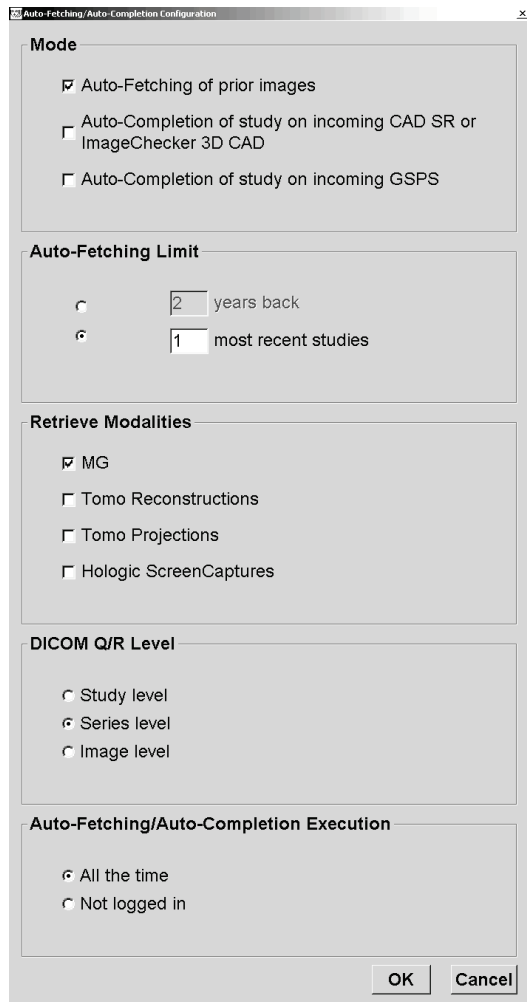 Auto-Fetching/Auto-Completion Configuration
Mode
Auto-Fetching of prior images
Auto-Completion of study on incoming CAD SR or
ImageChecker 3D CAD
Auto-Completion of study on incoming GSPS
Auto-Fetching Limit
2 years back
1 most recent studies
Retrieve Modalities
MG
Tomo Reconstructions
Tomo Projections
Hologic ScreenCaptures
DICOM Q/R Level
Study level
Series level
Image level
Auto-Fetching/Auto-Completion Execution
All the time
Not logged in
OK Cancel